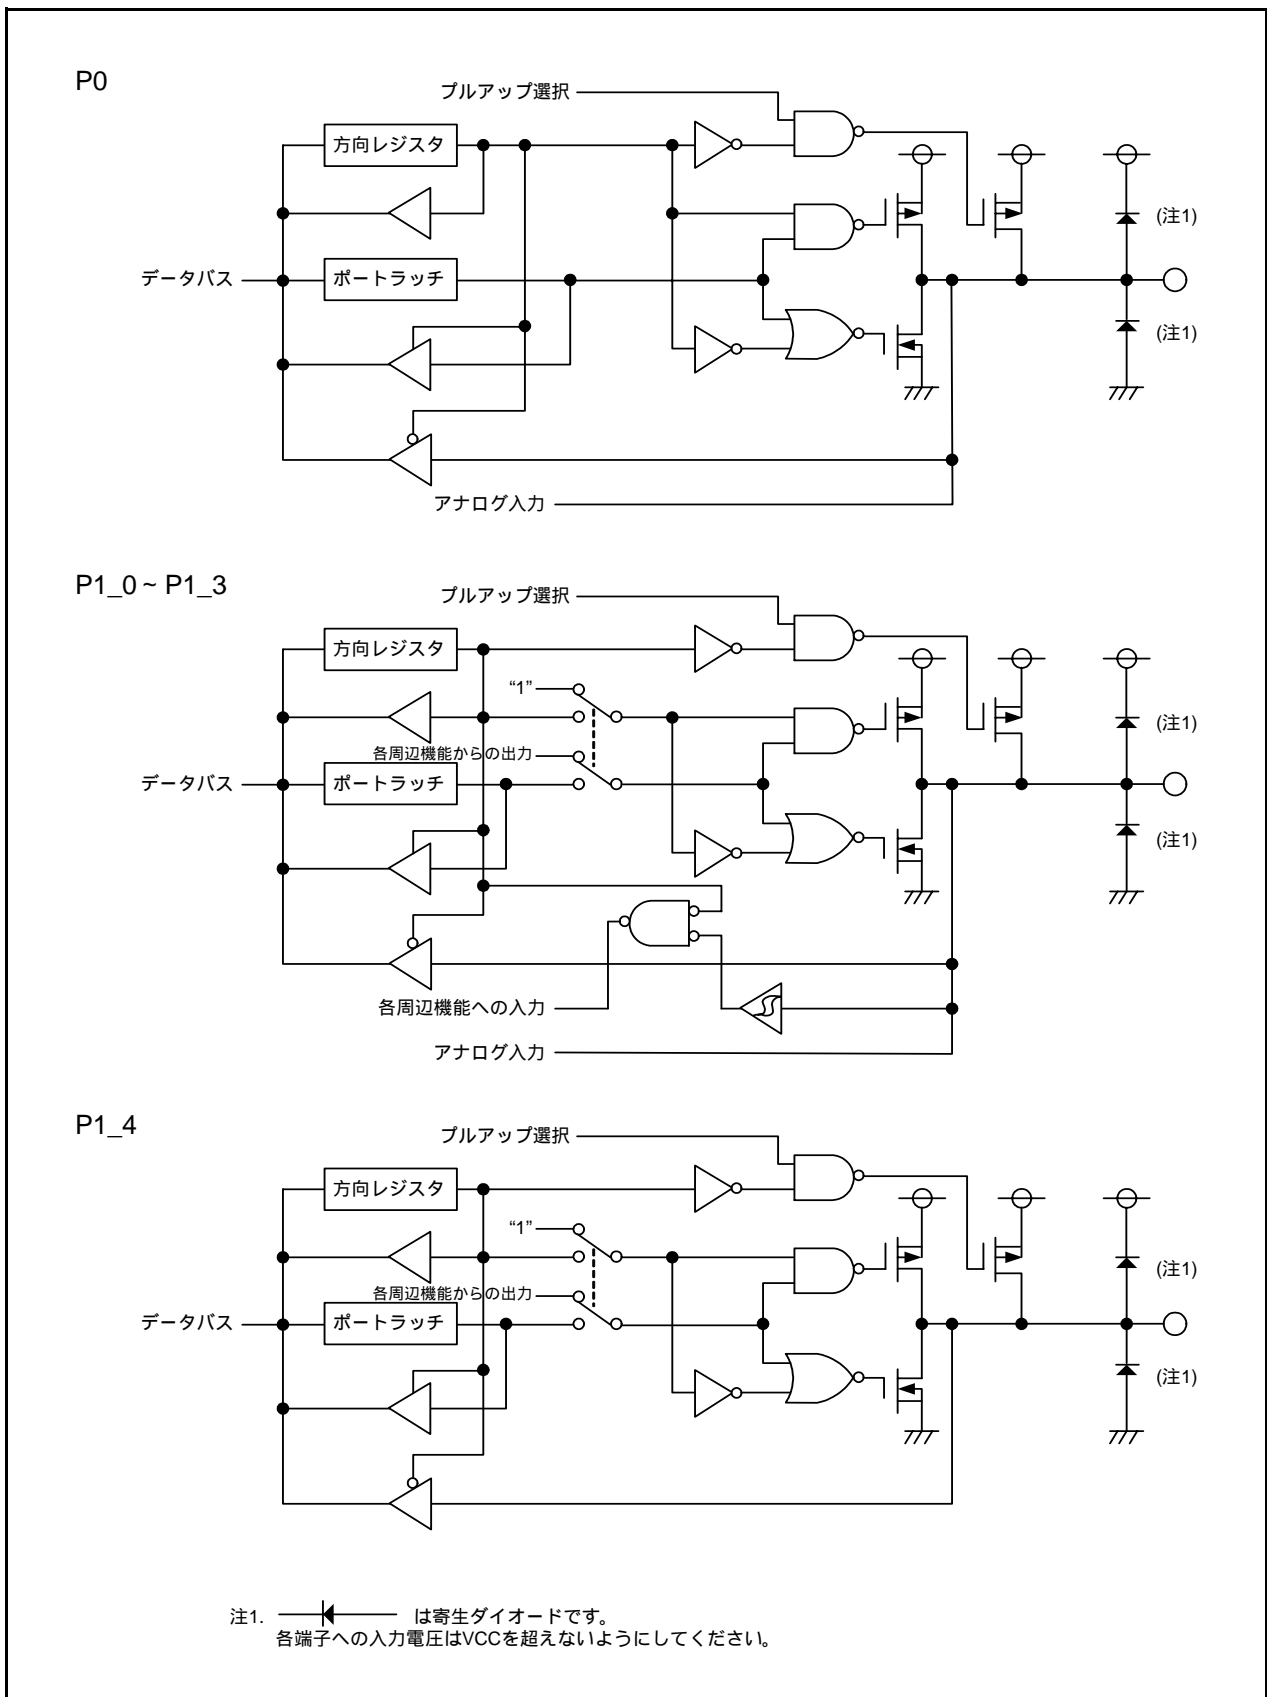 P0
プルアップ選択
方向レジスタ
(注1)
データバス
ポートラッチ
(注1)
アナログ入力
P1_0 ~ P1_3
プルアップ選択
方向レジスタ
“1”
(注1)
各周辺機能からの出力
データバス
ポートラッチ
(注1)
各周辺機能への入力
アナログ入力
P1_4
プルアップ選択
方向レジスタ
“1”
(注1)
各周辺機能からの出力
データバス
ポートラッチ
(注1)
注1. は寄生ダイオードです。
各端子への入力電圧はVCCを超えないようにしてください。